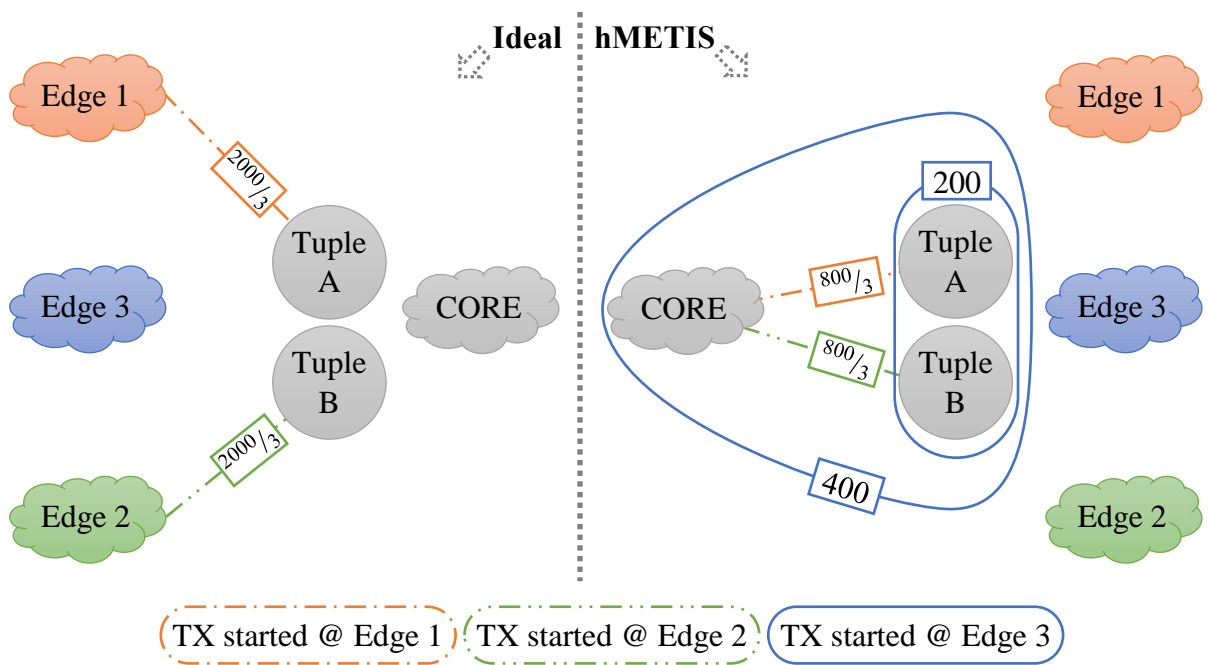 Ideal
hMETIS
Edge 1
2000/3
Tuple
A
Edge 3
CORE
Tuple
B
2000/3
Edge 2
Edge 1
200
Tuple
A
800/3
CORE
Edge 3
800/3
Tuple
B
400
Edge 2
TX started @ Edge 1
TX started @ Edge 2
TX started @ Edge 3